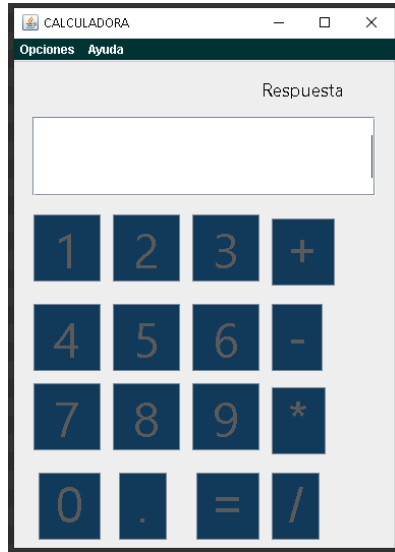 CALCULADORA
Opciones Ayuda
Respuesta
1 2 3 +
4 5 6 -
7 8 9 *
0 . = /